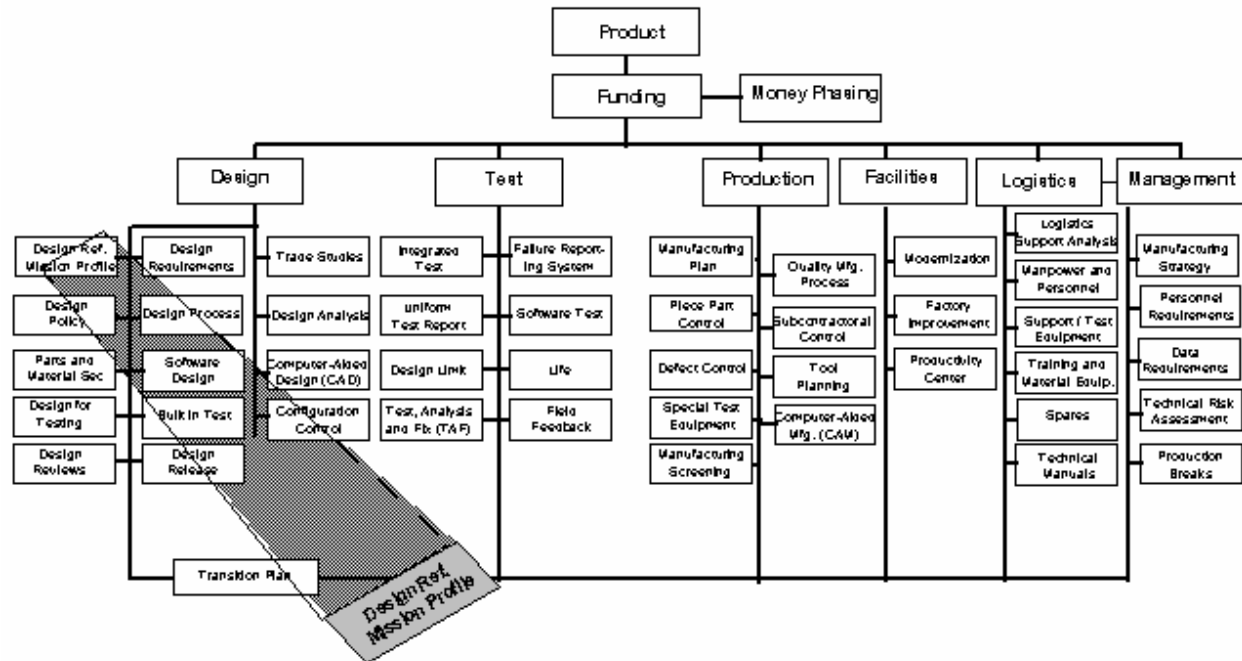 Product
Funding
Money Phasing
Design
Test
Production
Facilities
Logistics
Management
Design Ref.
Mission Profile
Design
Requirements
Trade Studies
Design
Policy
Design Process
Design Analysis
Parts and
Material Sec
Software
Design
Computer-Aided
Design (CAD)
Design for
Testing
Built in Test
Configuration
Control
Design
Reviews
Design
Release
Integrated
Test
Failure Report-
ing System
Uniform
Test Report
Software Test
Design Limit
Life
Test, Analysis
and Fix (TAF)
Field
Feedback
Manufacturing
Plan
Quality Mfg.
Process
Piece Part
Control
Subcontractoral
Control
Defect Control
Tool
Planning
Special Test
Equipment
Computer-Aided
Mfg. (CAM)
Manufacturing
Screening
Modernization
Factory
Improvement
Productivity
Center
Logistics
Support Analysis
Manpower and
Personnel
Support / Test
Equipment
Training and
Material Equip.
Spares
Technical
Manuals
Manufacturing
Strategy
Personnel
Requirements
Data
Requirements
Technical Risk
Assessment
Production
Breaks
Transition Plan
Design Ref.
Mission Profile